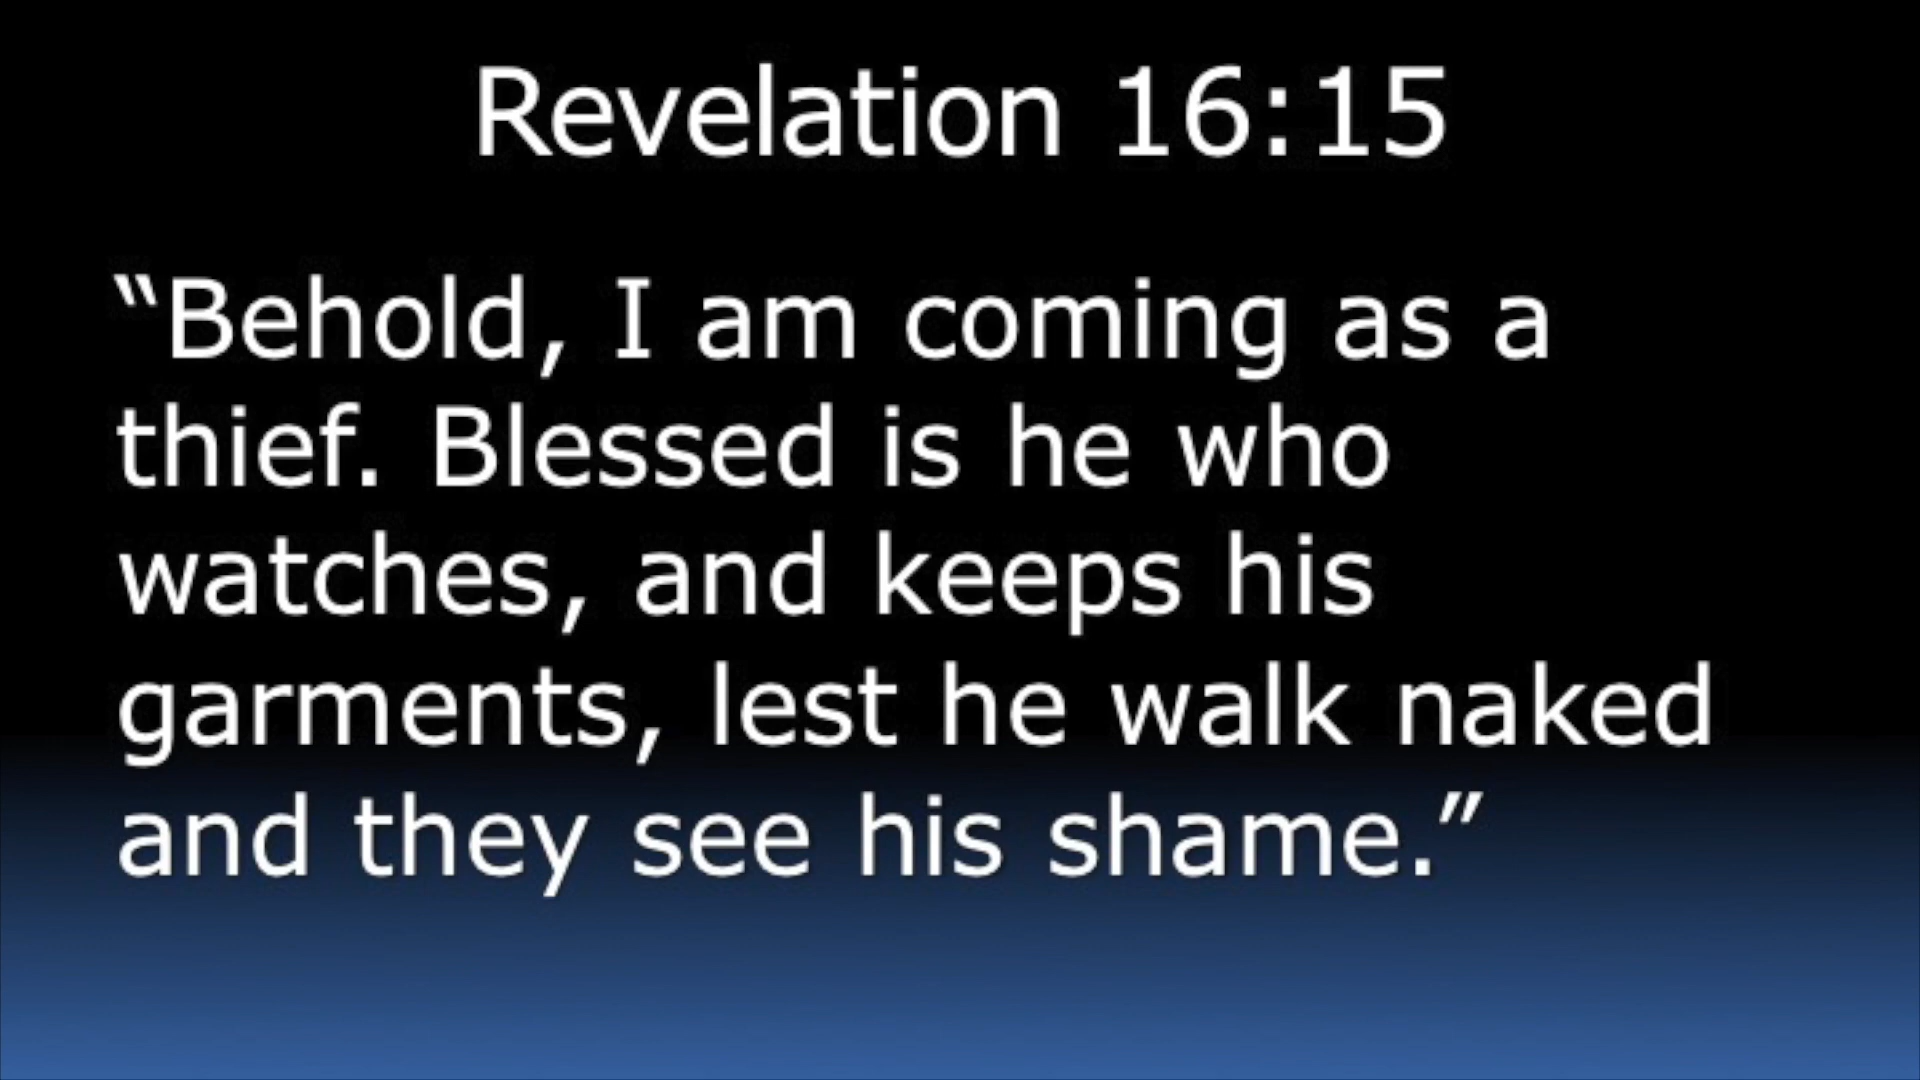 Revelation 16:15
“Behold, I am coming as a
thief. Blessed is he who
watches, and keeps his
garments, lest he walk naked
and they see his shame.”